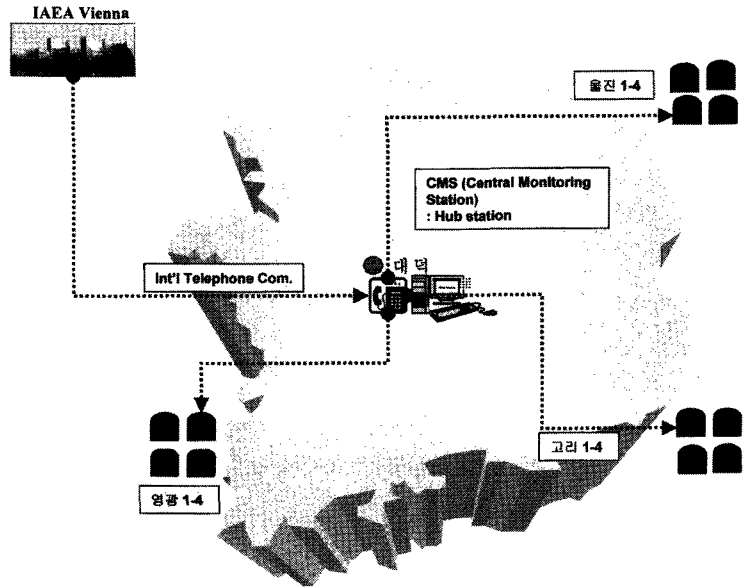 IAEA Vienna
울진 1-4
CMS (Central Monitoring
Station)
: Hub station
대 덕
Int'l Telephone Com.
고리 1-4
영광 1-4